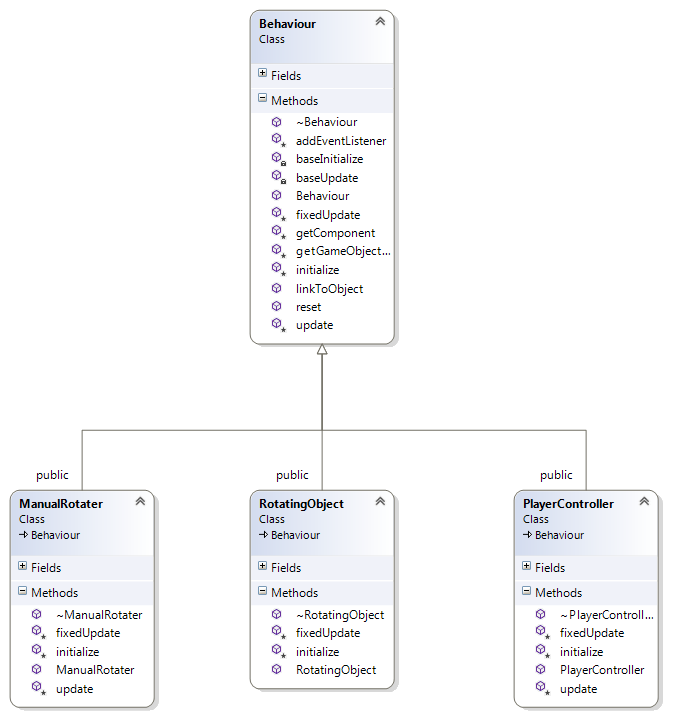 Behaviour
Class
Fields
Methods
~Behaviour
addEventListener
baseInitialize
baseUpdate
Behaviour
fixedUpdate
getComponent
getGameObject...
initialize
linkToObject
reset
update
public
public
public
ManualRotater
Class
Behaviour
Fields
Methods
~ManualRotater
fixedUpdate
initialize
ManualRotater
update
RotatingObject
Class
Behaviour
Fields
Methods
~RotatingObject
fixedUpdate
initialize
RotatingObject
PlayerController
Class
Behaviour
Fields
Methods
~PlayerControll...
fixedUpdate
initialize
PlayerController
update